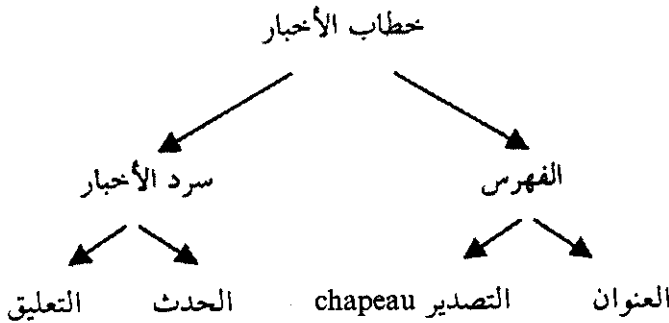 خطاب الأخبار
الفهرس سرد الأخبار
العنوان التصدير chapeau الحدث التعليق